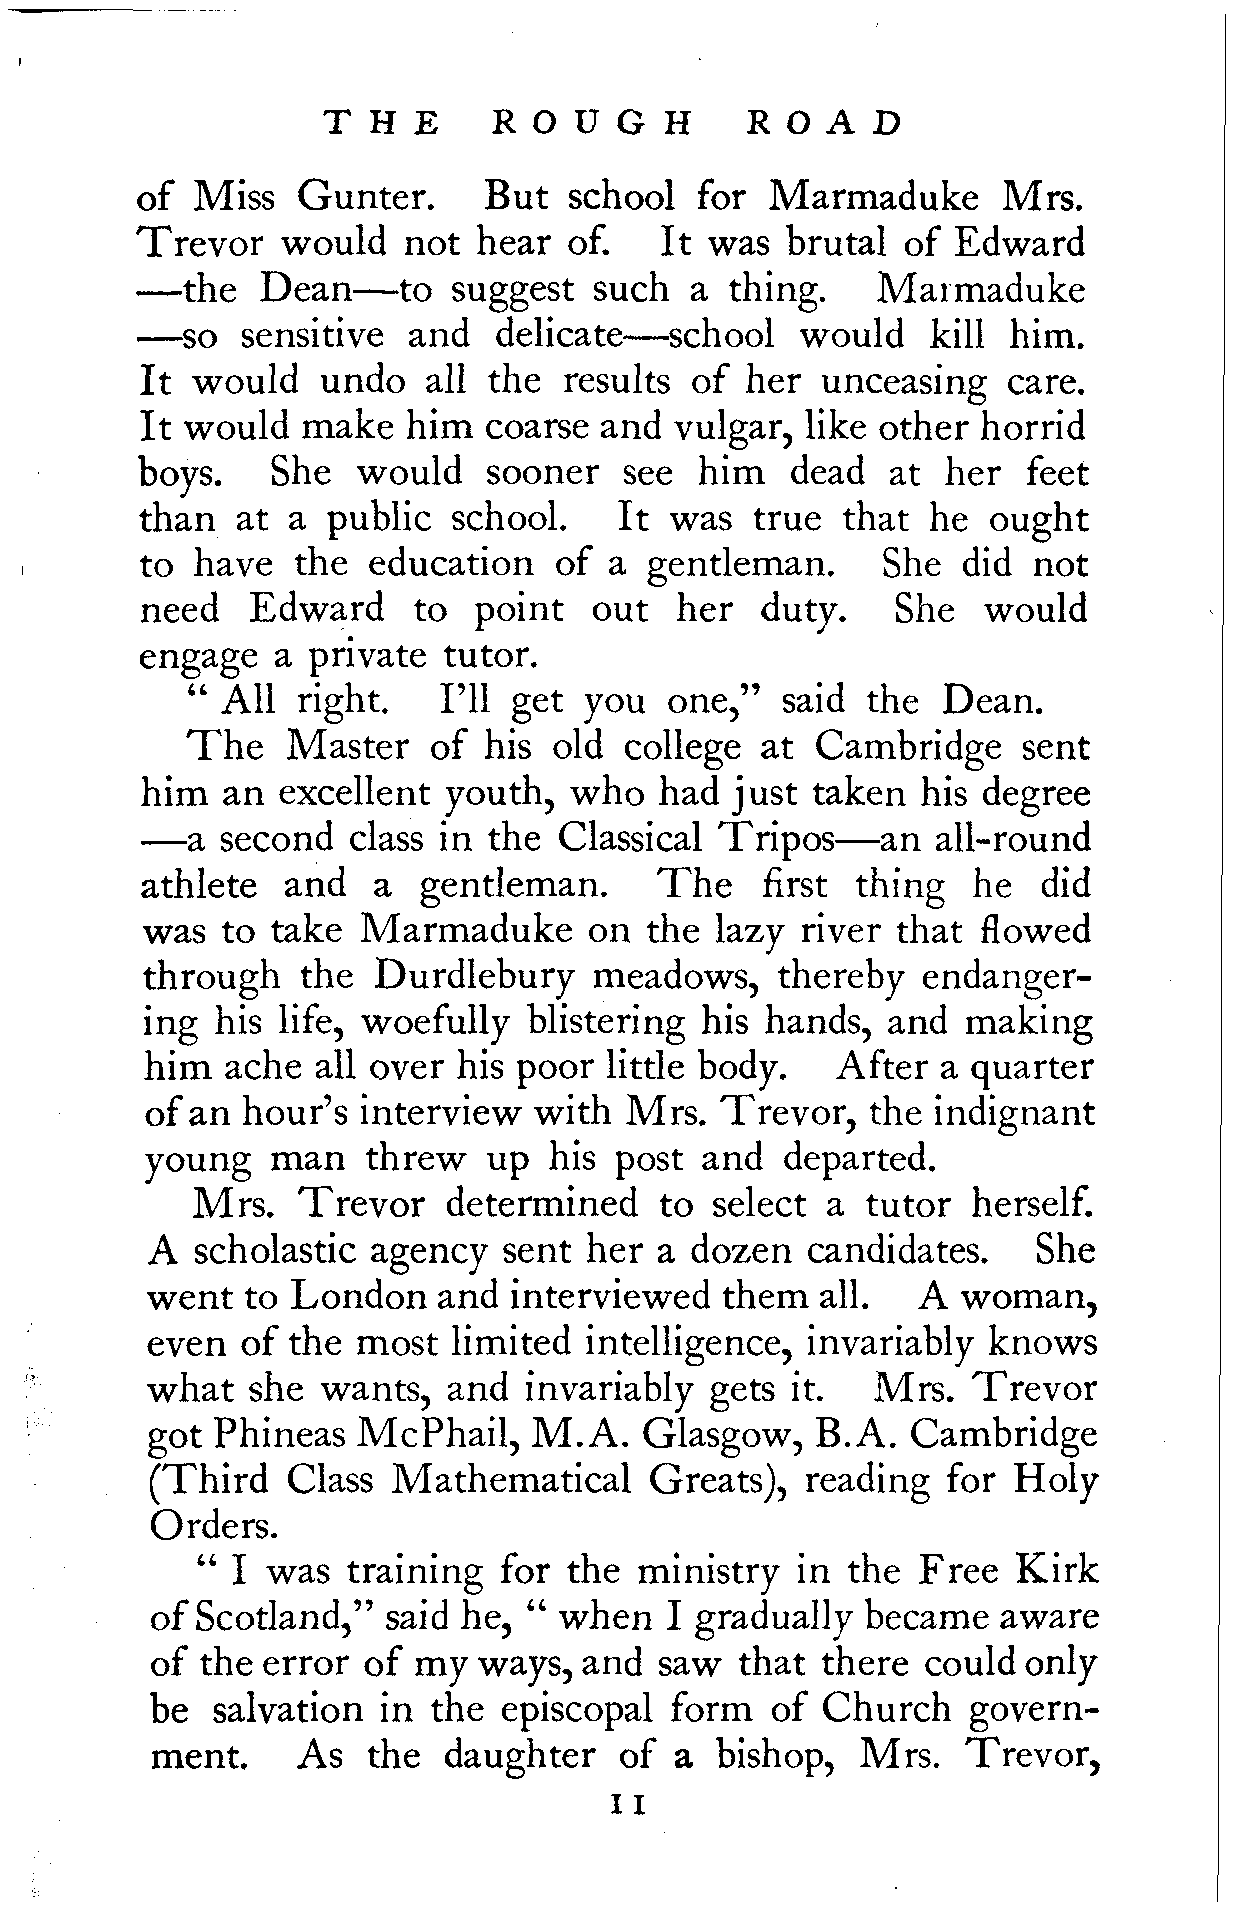 THE ROUGH ROAD
of Miss Gunter. But school for Marmaduke Mrs.
Trevor would not hear of. It was brutal of Edward
—the Dean—to suggest such a thing. Marmaduke
—so sensitive and delicate—school would kill him.
It would undo all the results of her unceasing care.
It would make him coarse and vulgar, like other horrid
boys. She would sooner see him dead at her feet
than at a public school. It was true that he ought
to have the education of a gentleman. She did not
need Edward to point out her duty. She would
engage a private tutor.
“ All right. I’ll get you one,” said the Dean.
The Master of his old college at Cambridge sent
him an excellent youth, who had just taken his degree
—a second class in the Classical Tripos—an all-round
athlete and a gentleman. The first thing he did
was to take Marmaduke on the lazy river that flowed
through the Durdlebury meadows, thereby endanger-
ing his life, woefully blistering his hands, and making
him ache all over his poor little body. After a quarter
of an hour’s interview with Mrs. Trevor, the indignant
young man threw up his post and departed.
Mrs. Trevor determined to select a tutor herself.
A scholastic agency sent her a dozen candidates. She
went to London and interviewed them all. A woman,
even of the most limited intelligence, invariably knows
what she wants, and invariably gets it. Mrs. Trevor
got Phineas McPhail, M.A. Glasgow, B.A. Cambridge
(Third Class Mathematical Greats), reading for Holy
Orders.
“ I was training for the ministry in the Free Kirk
of Scotland,” said he, “ when I gradually became aware
of the error of my ways, and saw that there could only
be salvation in the episcopal form of Church govern-
ment. As the daughter of a bishop, Mrs. Trevor,
11